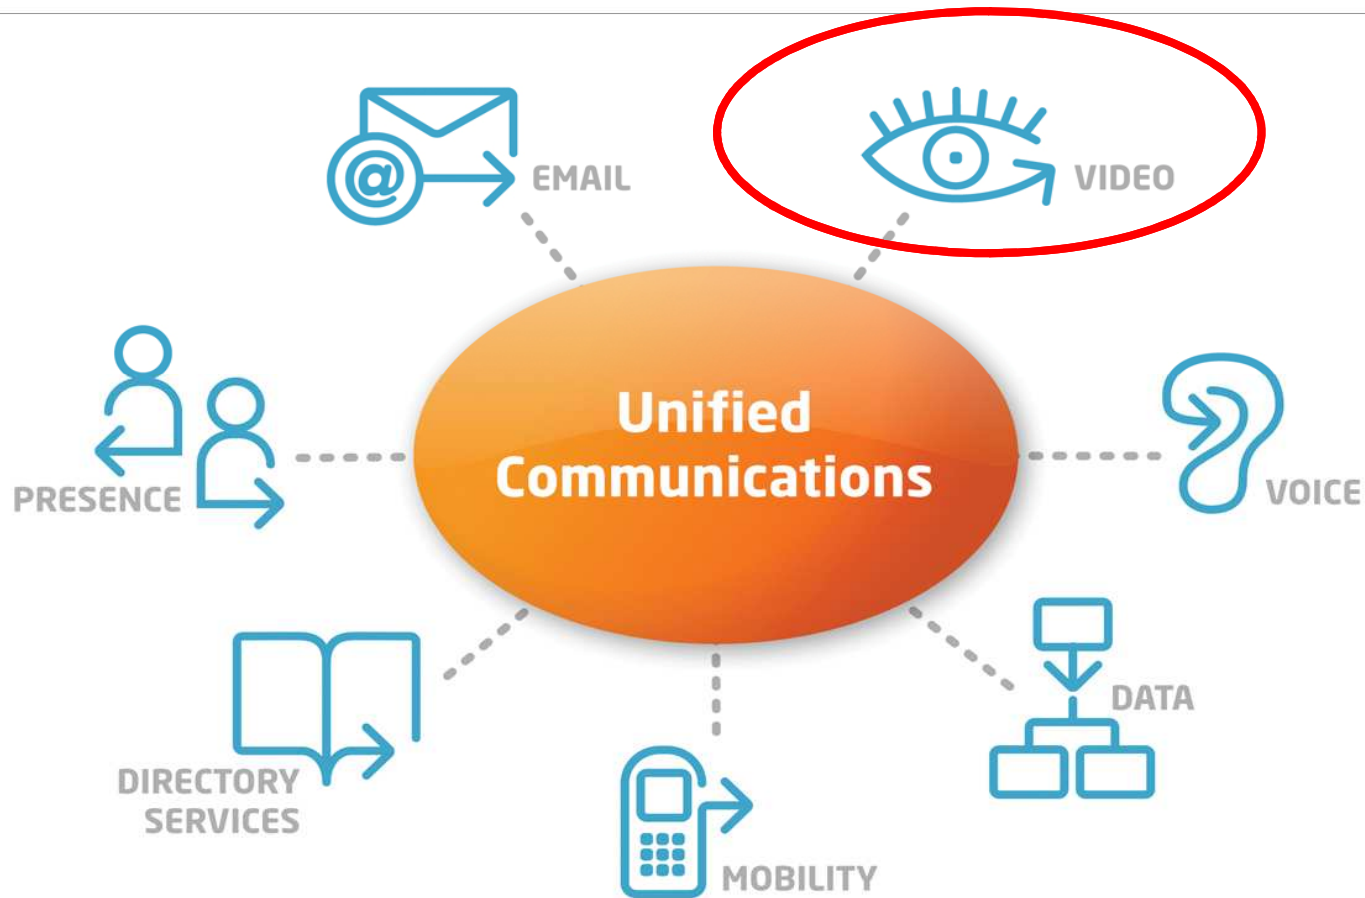 EMAIL
VIDEO
Unified
Communications
PRESENCE
VOICE
DATA
DIRECTORY
SERVICES
MOBILITY
@